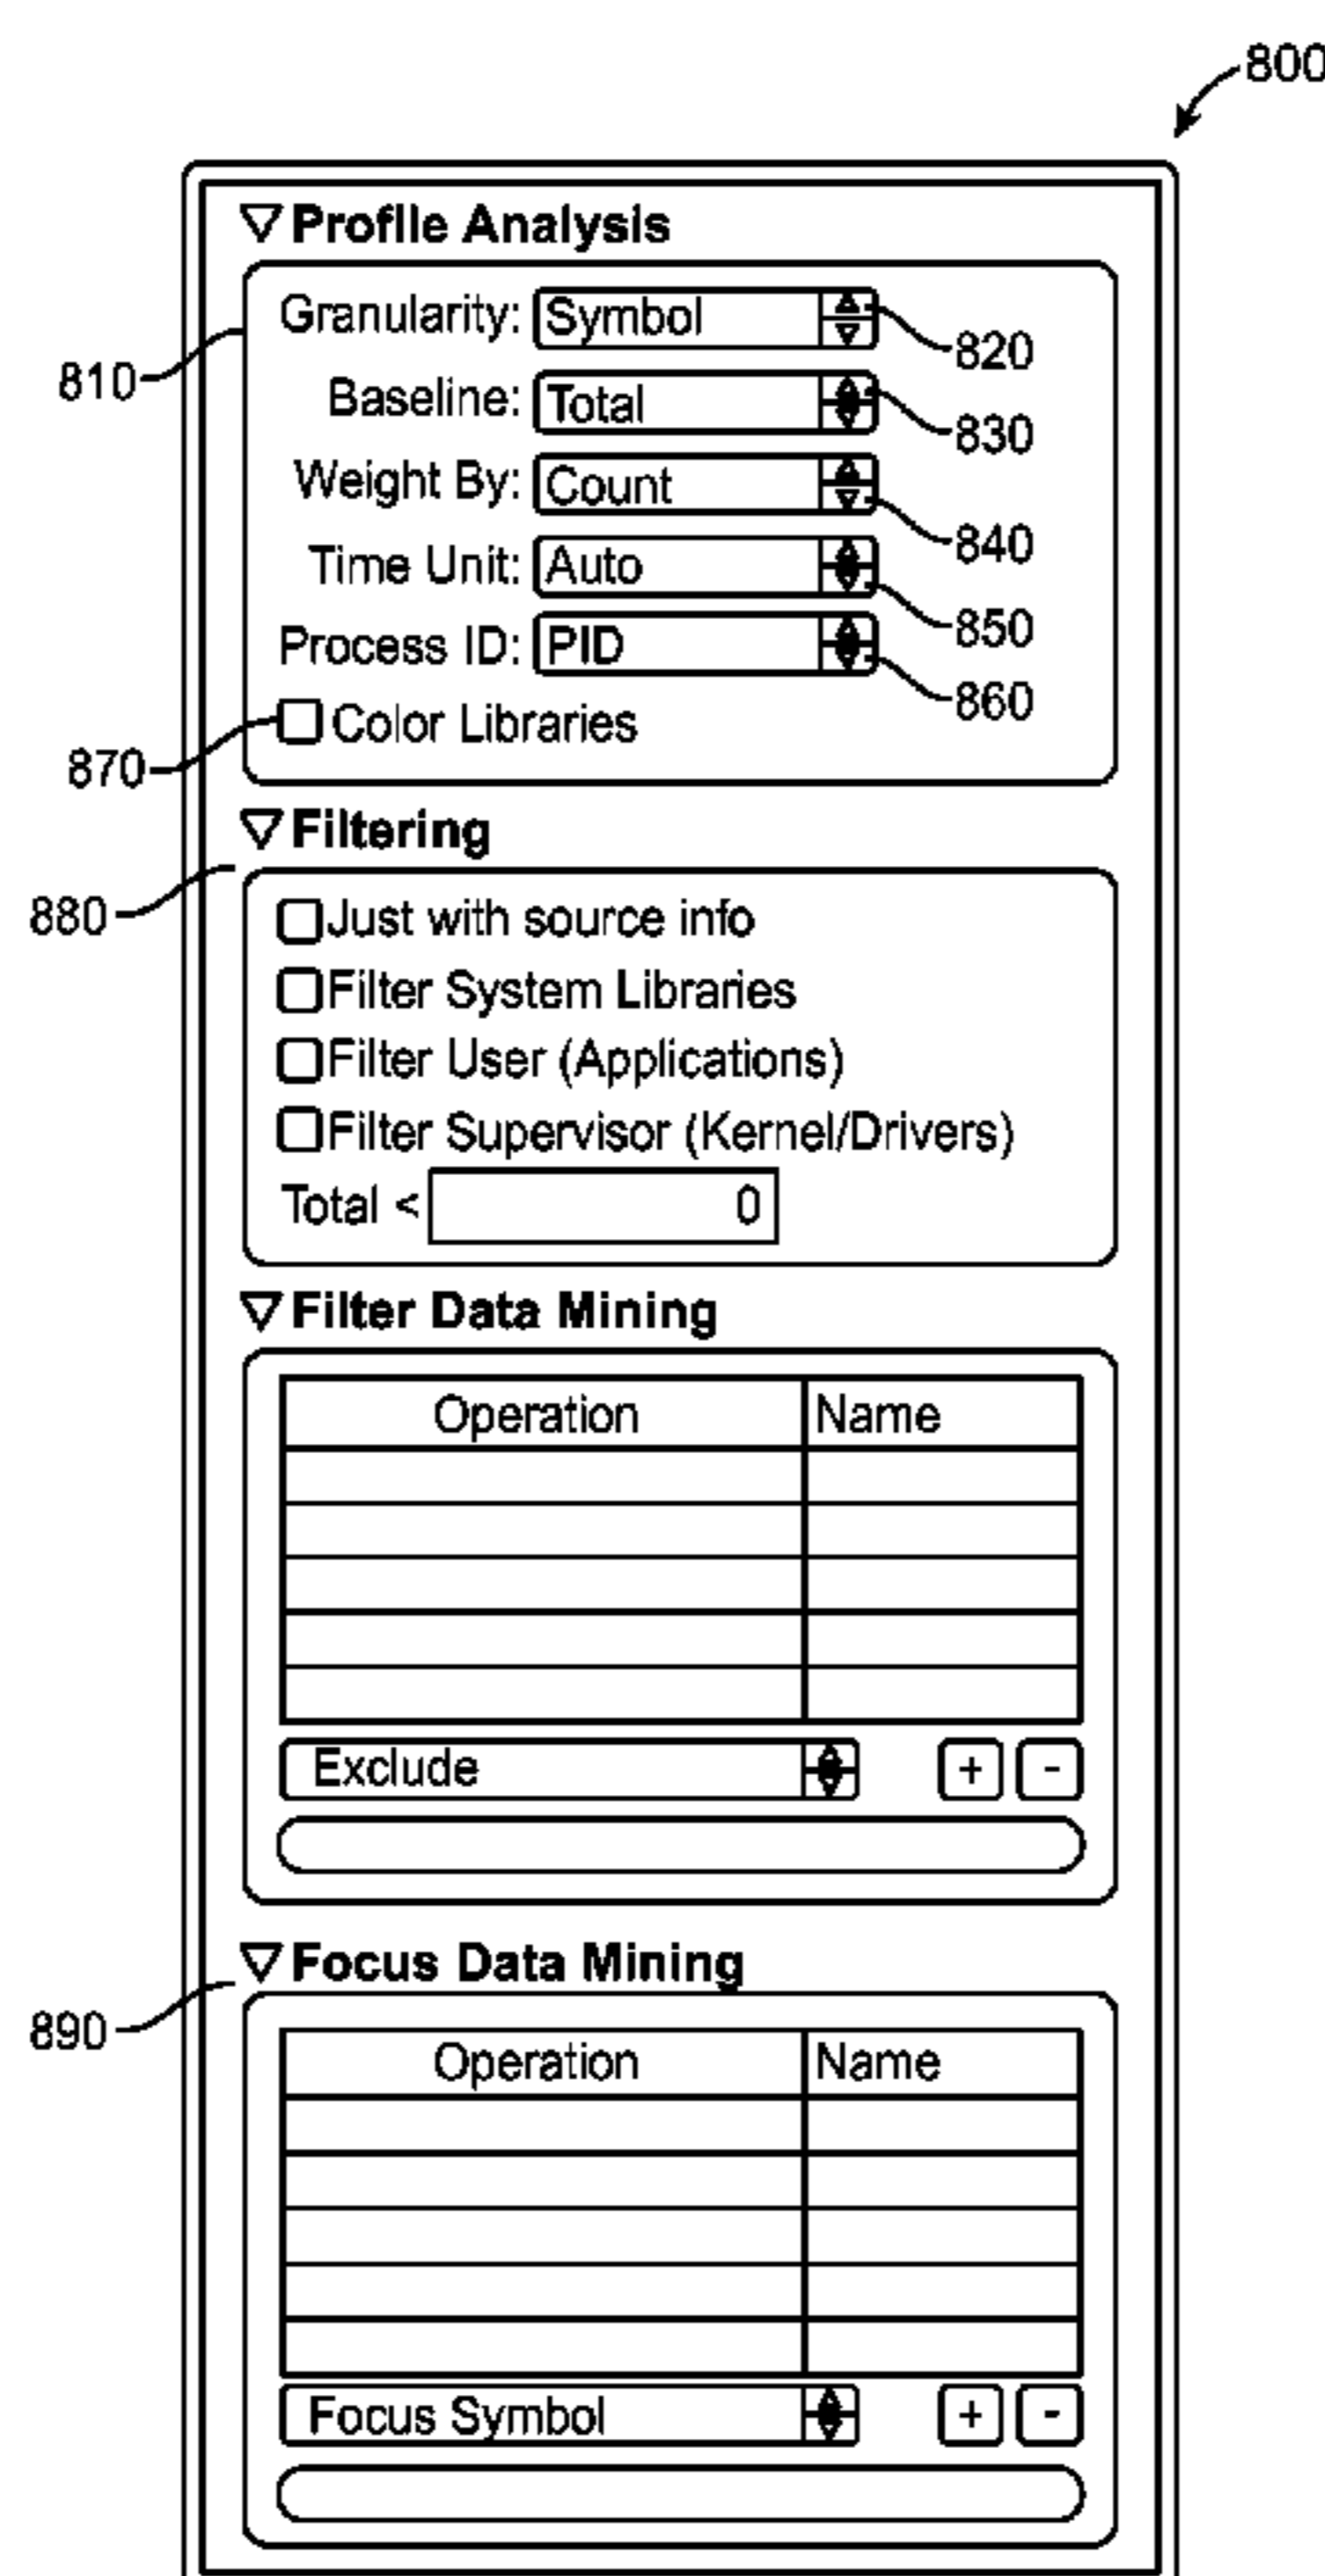 800
Profile Analysis
810
Granularity: Symbol
820
Baseline: Total
830
Weight By: Count
840
Time Unit: Auto
850
Process ID: PID
860
870
Color Libraries
Filtering
880
Just with source info
Filter System Libraries
Filter User (Applications)
Filter Supervisor (Kernel/Drivers)
Total < 0
Filter Data Mining
Operation Name
Exclude + -
Focus Data Mining
890
Operation Name
Focus Symbol + -